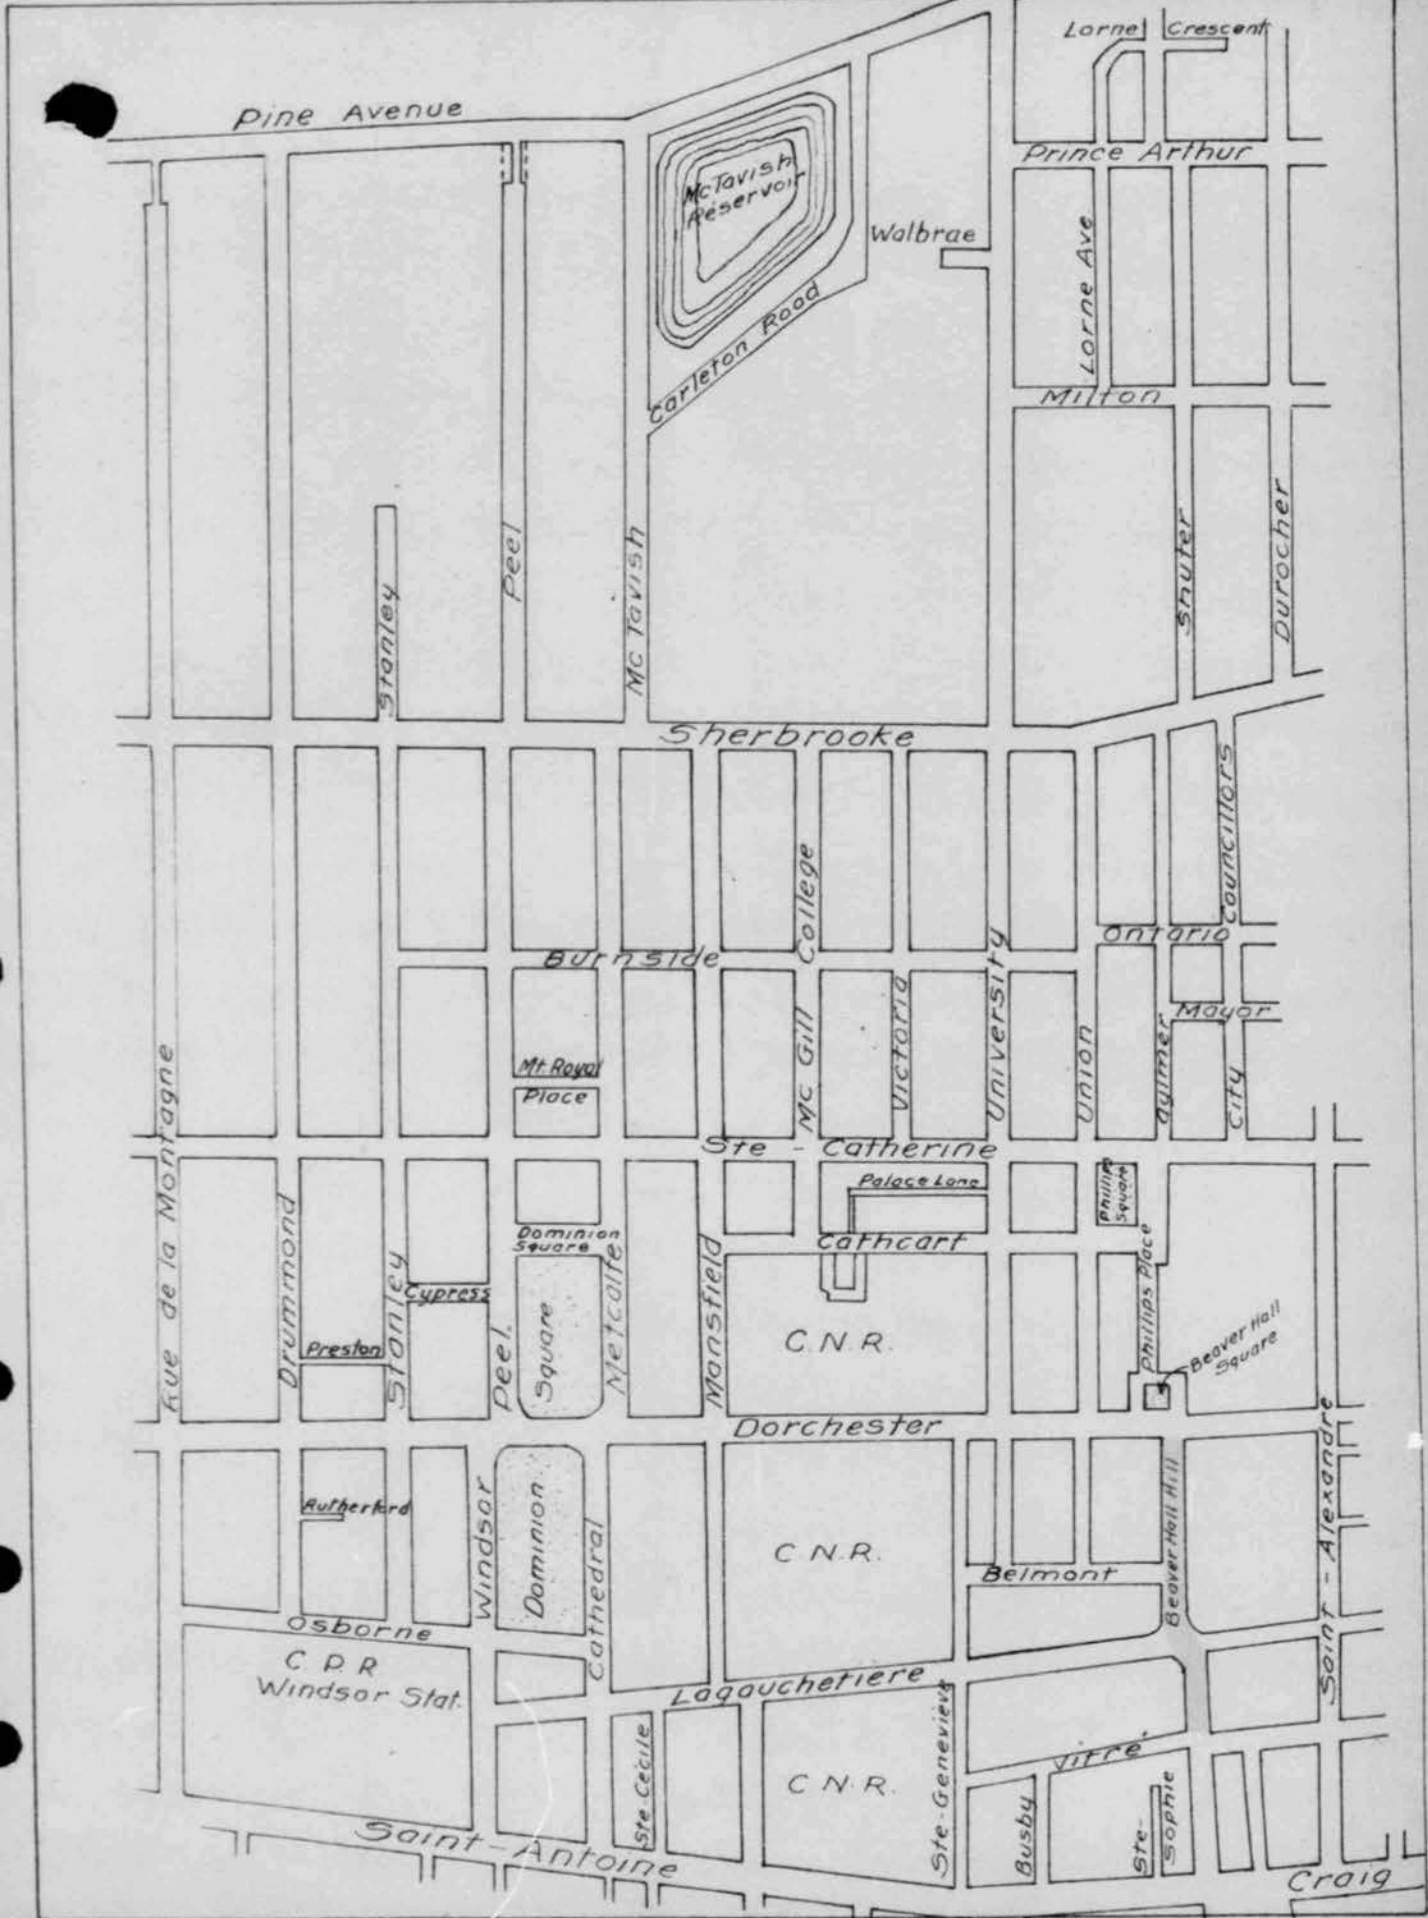 Lorne Crescent
Pine Avenue
Prince Arthur
McTavish
Reservoir
Walbrae
Lorne Ave
Carleton Road
Milton
Stanley
Peel
McTavish
Shuter
Durocher
Sherbrooke
Councillors
College
Ontario
Burnside
University
Mayor
Victoria
Mc Gill
Union
Aylmer
City
Mt. Royal
Place
Rue de la Montagne
Ste - Catherine
Palace Lane
Phillips
Square
Dominion
Square
Cathcart
Phillips Place
Drummond
Stanley
Cypress
Peel.
Square
Metcalfe
Mansfield
C.N.R.
Preston
Beaver Hall
Square
Dorchester
Saint-Alexandre
Rutherford
Windsor
Dominion
Cathedral
C.N.R.
Belmont
Beaver Hall Hill
Osborne
C P R
Windsor Stat.
Lagauchetiere
Ste-Cécile
C.N.R.
Ste-Genevieve
Vitré
Busby
Ste-
Sophie
Saint-Antoine
Craig